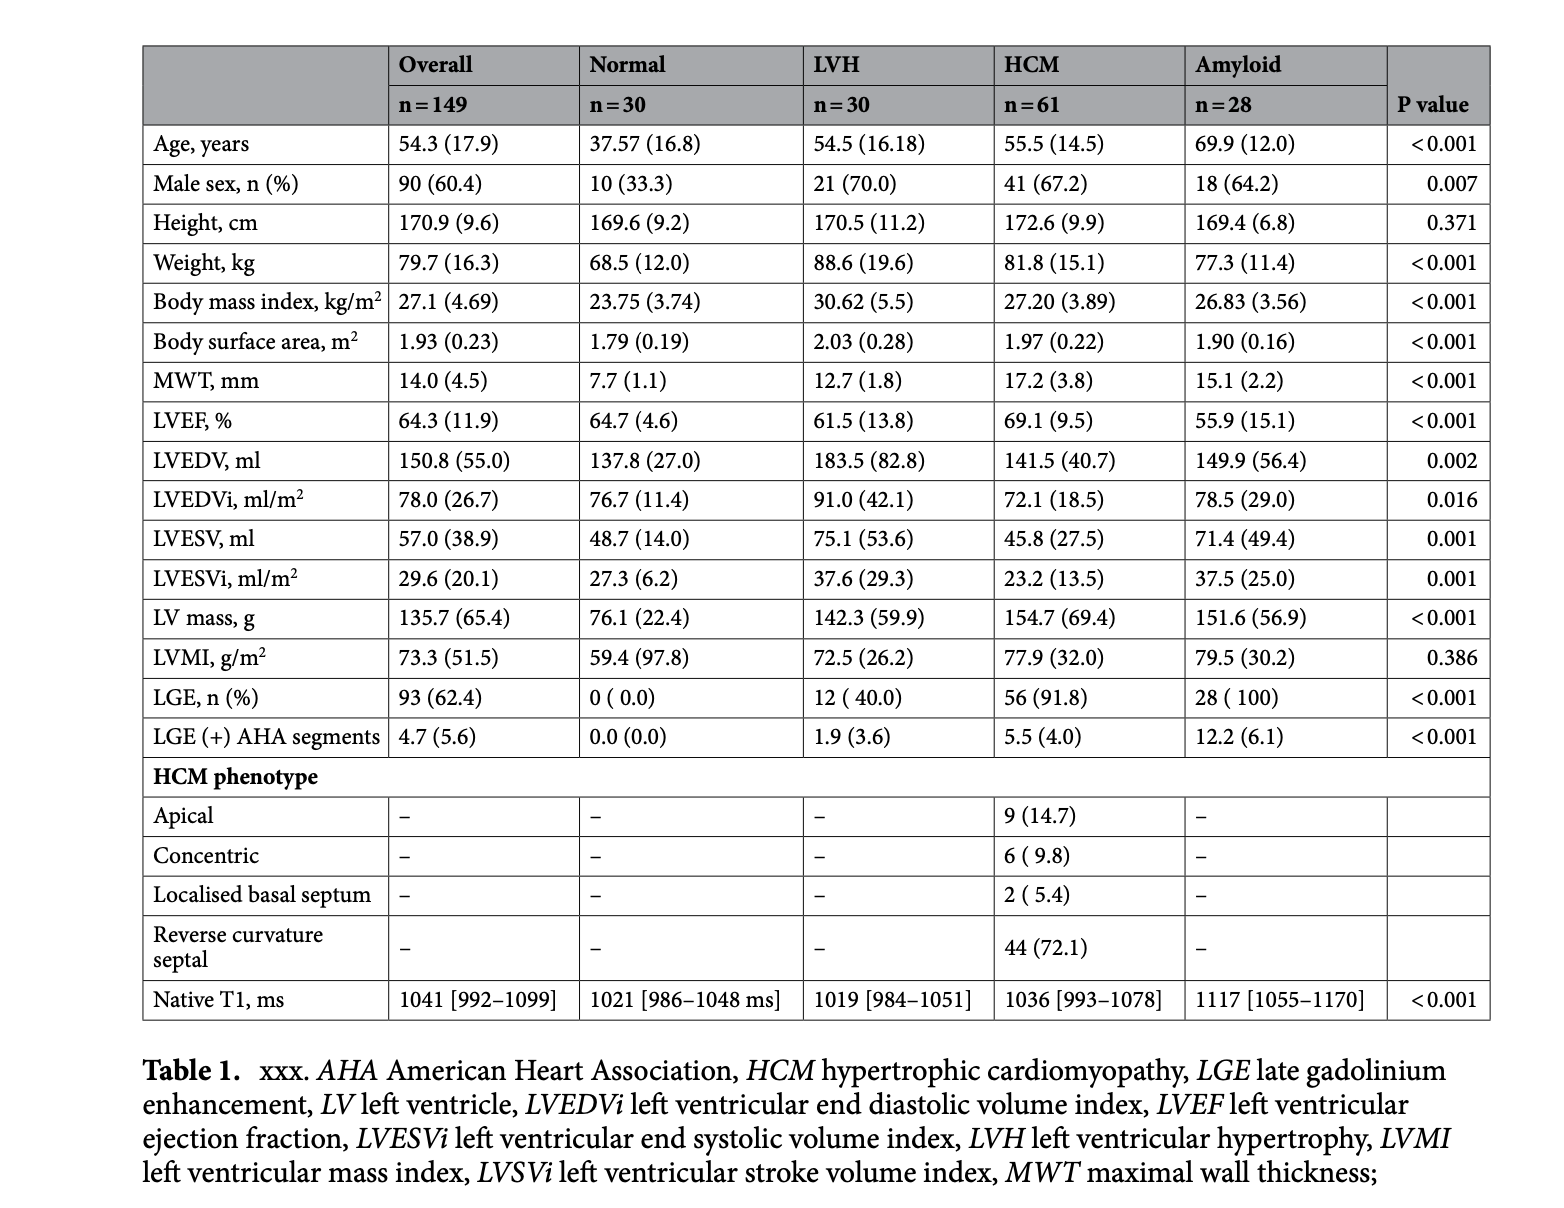 Overall Normal LVH HCM Amyloid
n = 149 n = 30 n = 30 n = 61 n = 28 P value
Age, years 54.3 (17.9) 37.57 (16.8) 54.5 (16.18) 55.5 (14.5) 69.9 (12.0) < 0.001
Male sex, n (%) 90 (60.4) 10 (33.3) 21 (70.0) 41 (67.2) 18 (64.2) 0.007
Height, cm 170.9 (9.6) 169.6 (9.2) 170.5 (11.2) 172.6 (9.9) 169.4 (6.8) 0.371
Weight, kg 79.7 (16.3) 68.5 (12.0) 88.6 (19.6) 81.8 (15.1) 77.3 (11.4) < 0.001
Body mass index, kg/m² 27.1 (4.69) 23.75 (3.74) 30.62 (5.5) 27.20 (3.89) 26.83 (3.56) < 0.001
Body surface area, m² 1.93 (0.23) 1.79 (0.19) 2.03 (0.28) 1.97 (0.22) 1.90 (0.16) < 0.001
MWT, mm 14.0 (4.5) 7.7 (1.1) 12.7 (1.8) 17.2 (3.8) 15.1 (2.2) < 0.001
LVEF, % 64.3 (11.9) 64.7 (4.6) 61.5 (13.8) 69.1 (9.5) 55.9 (15.1) < 0.001
LVEDV, ml 150.8 (55.0) 137.8 (27.0) 183.5 (82.8) 141.5 (40.7) 149.9 (56.4) 0.002
LVEDVi, ml/m² 78.0 (26.7) 76.7 (11.4) 91.0 (42.1) 72.1 (18.5) 78.5 (29.0) 0.016
LVESV, ml 57.0 (38.9) 48.7 (14.0) 75.1 (53.6) 45.8 (27.5) 71.4 (49.4) 0.001
LVESVi, ml/m² 29.6 (20.1) 27.3 (6.2) 37.6 (29.3) 23.2 (13.5) 37.5 (25.0) 0.001
LV mass, g 135.7 (65.4) 76.1 (22.4) 142.3 (59.9) 154.7 (69.4) 151.6 (56.9) < 0.001
LVMI, g/m² 73.3 (51.5) 59.4 (97.8) 72.5 (26.2) 77.9 (32.0) 79.5 (30.2) 0.386
LGE, n (%) 93 (62.4) 0 ( 0.0) 12 ( 40.0) 56 (91.8) 28 ( 100) < 0.001
LGE (+) AHA segments 4.7 (5.6) 0.0 (0.0) 1.9 (3.6) 5.5 (4.0) 12.2 (6.1) < 0.001
HCM phenotype
Apical – – – 9 (14.7) –
Concentric – – – 6 ( 9.8) –
Localised basal septum – – – 2 ( 5.4) –
Reverse curvature
septal – – – 44 (72.1) –
Native T1, ms 1041 [992–1099] 1021 [986–1048 ms] 1019 [984–1051] 1036 [993–1078] 1117 [1055–1170] < 0.001
Table 1. xxx. AHA American Heart Association, HCM hypertrophic cardiomyopathy, LGE late gadolinium
enhancement, LV left ventricle, LVEDVi left ventricular end diastolic volume index, LVEF left ventricular
ejection fraction, LVESVi left ventricular end systolic volume index, LVH left ventricular hypertrophy, LVMI
left ventricular mass index, LVSVi left ventricular stroke volume index, MWT maximal wall thickness;